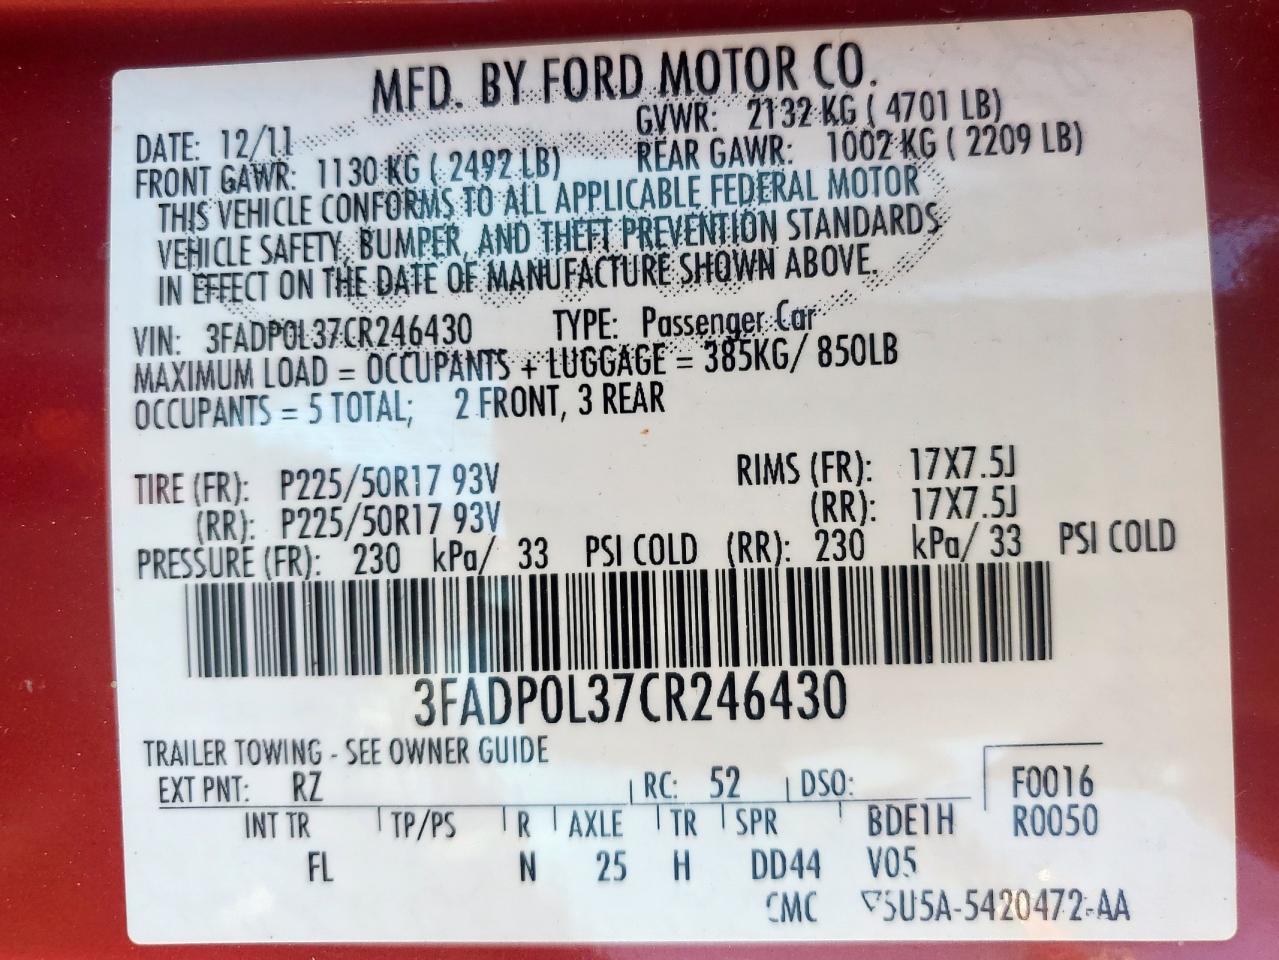 MFD. BY FORD MOTOR CO.
DATE: 12/11 GVWR: 2132 KG ( 4701 LB)
FRONT GAWR: 1130 KG ( 2492 LB) REAR GAWR: 1002 KG ( 2209 LB)
THIS VEHICLE CONFORMS TO ALL APPLICABLE FEDERAL MOTOR
VEHICLE SAFETY, BUMPER, AND THEFT PREVENTION STANDARDS
IN EFFECT ON THE DATE OF MANUFACTURE SHOWN ABOVE.
VIN: 3FADP0L37CR246430 TYPE: Passenger Car
MAXIMUM LOAD = OCCUPANTS + LUGGAGE = 385KG/ 850LB
OCCUPANTS = 5 TOTAL; 2 FRONT, 3 REAR
TIRE (FR): P225/50R17 93V RIMS (FR): 17X7.5J
(RR): P225/50R17 93V (RR): 17X7.5J
PRESSURE (FR): 230 kPa/ 33 PSI COLD (RR): 230 kPa/ 33 PSI COLD
3FADP0L37CR246430
TRAILER TOWING - SEE OWNER GUIDE
EXT PNT: RZ RC: 52 DSO: F0016
INT TR TP/PS R AXLE TR SPR BDE1H R0050
FL N 25 H DD44 V05
CMC 5U5A-5420472-AA